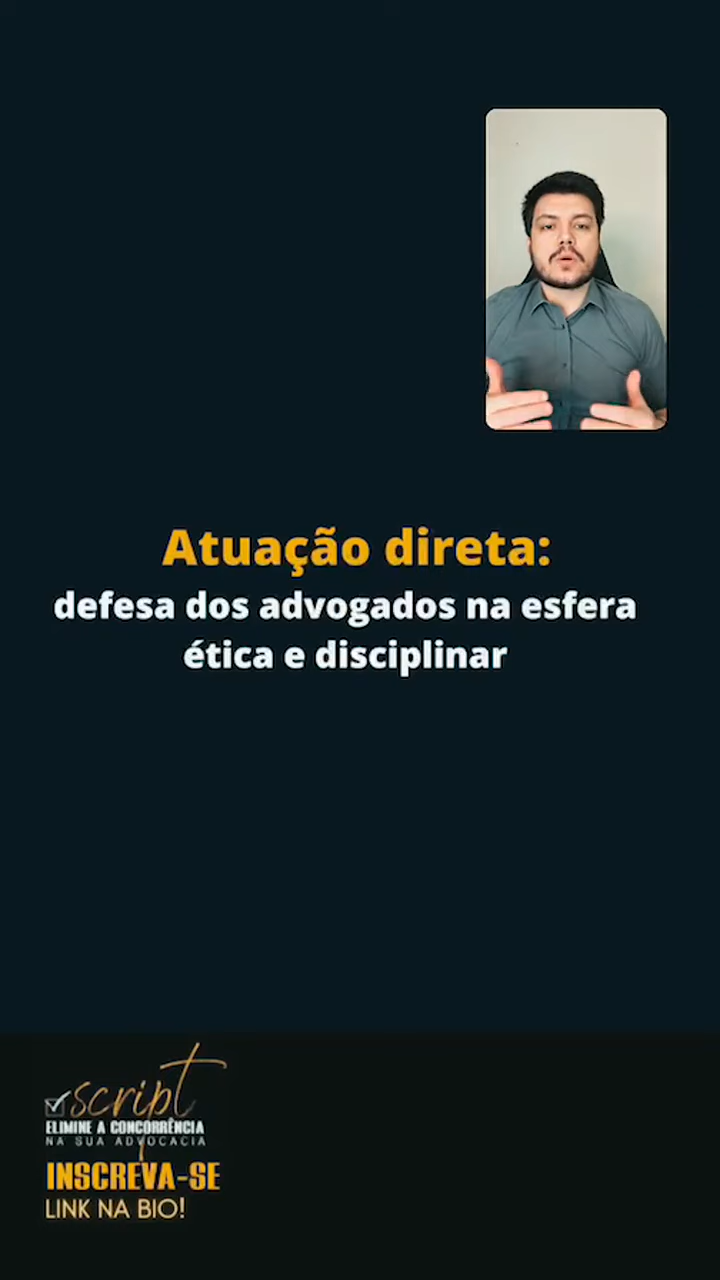 Atuação direta:
defesa dos advogados na esfera
ética e disciplinar
script
ELIMINE A CONCORRÊNCIA
NA SUA ADVOCACIA
INSCREVA-SE
LINK NA BIO!